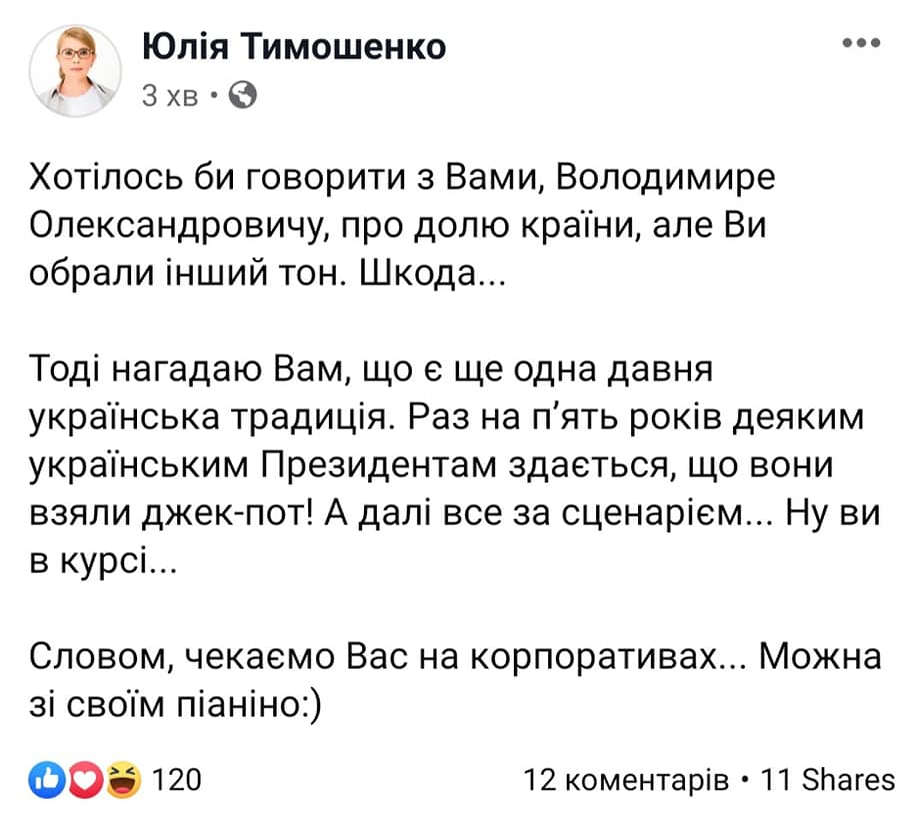 Юлія Тимошенко
3 хв •
Хотілось би говорити з Вами, Володимире
Олександровичу, про долю країни, але Ви
обрали інший тон. Шкода...
Тоді нагадаю Вам, що є ще одна давня
українська традиція. Раз на п'ять років деяким
українським Президентам здається, що вони
взяли джек-пот! А далі все за сценарієм... Ну ви
в курсі...
Словом, чекаємо Вас на корпоративах... Можна
зі своїм піаніно:)
120 12 коментарів • 11 Shares